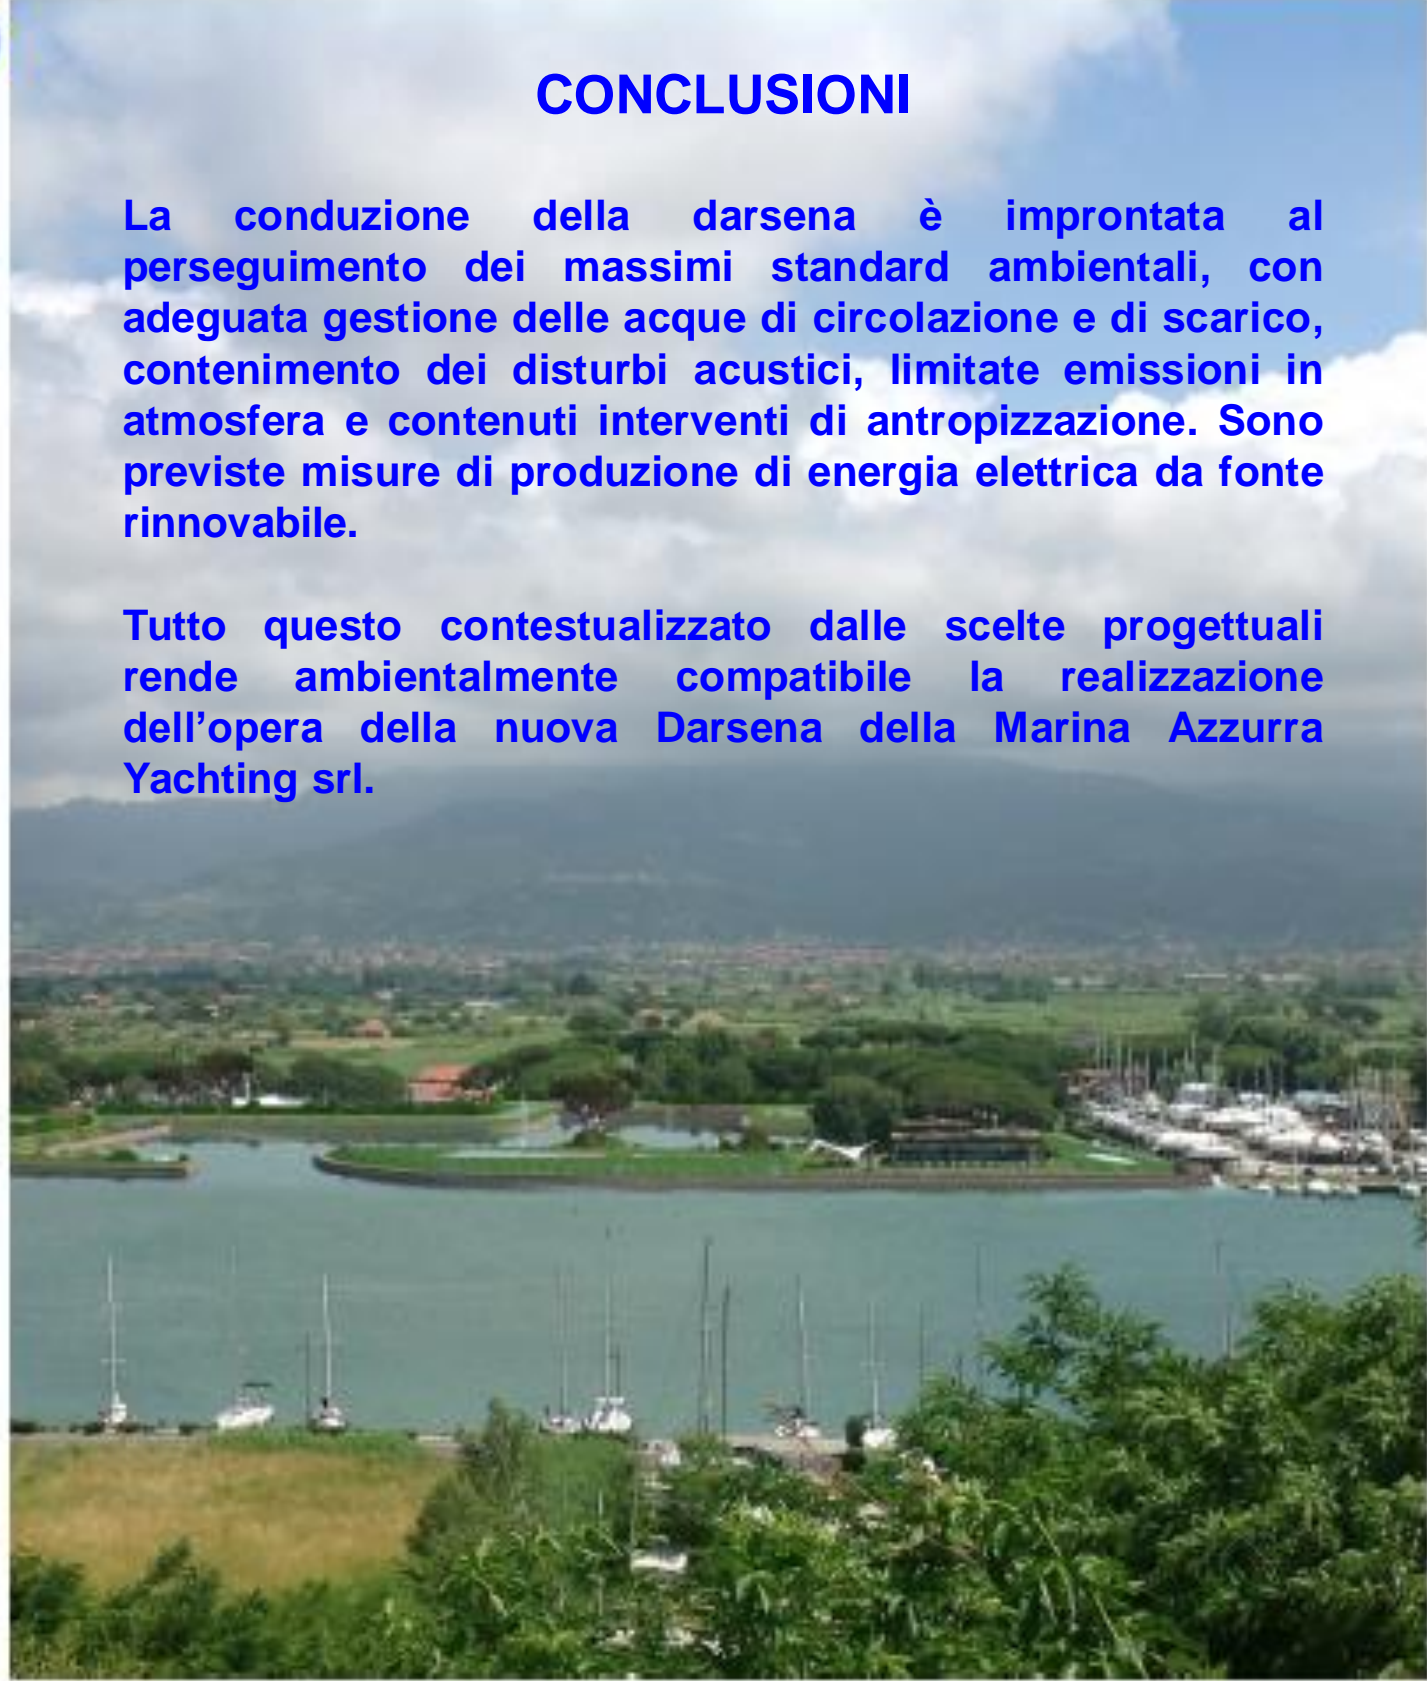 CONCLUSIONI
La conduzione della darsena è improntata al
perseguimento dei massimi standard ambientali, con
adeguata gestione delle acque di circolazione e di scarico,
contenimento dei disturbi acustici, limitate emissioni in
atmosfera e contenuti interventi di antropizzazione. Sono
previste misure di produzione di energia elettrica da fonte
rinnovabile.
Tutto questo contestualizzato dalle scelte progettuali
rende ambientalmente compatibile la realizzazione
dell’opera della nuova Darsena della Marina Azzurra
Yachting srl.